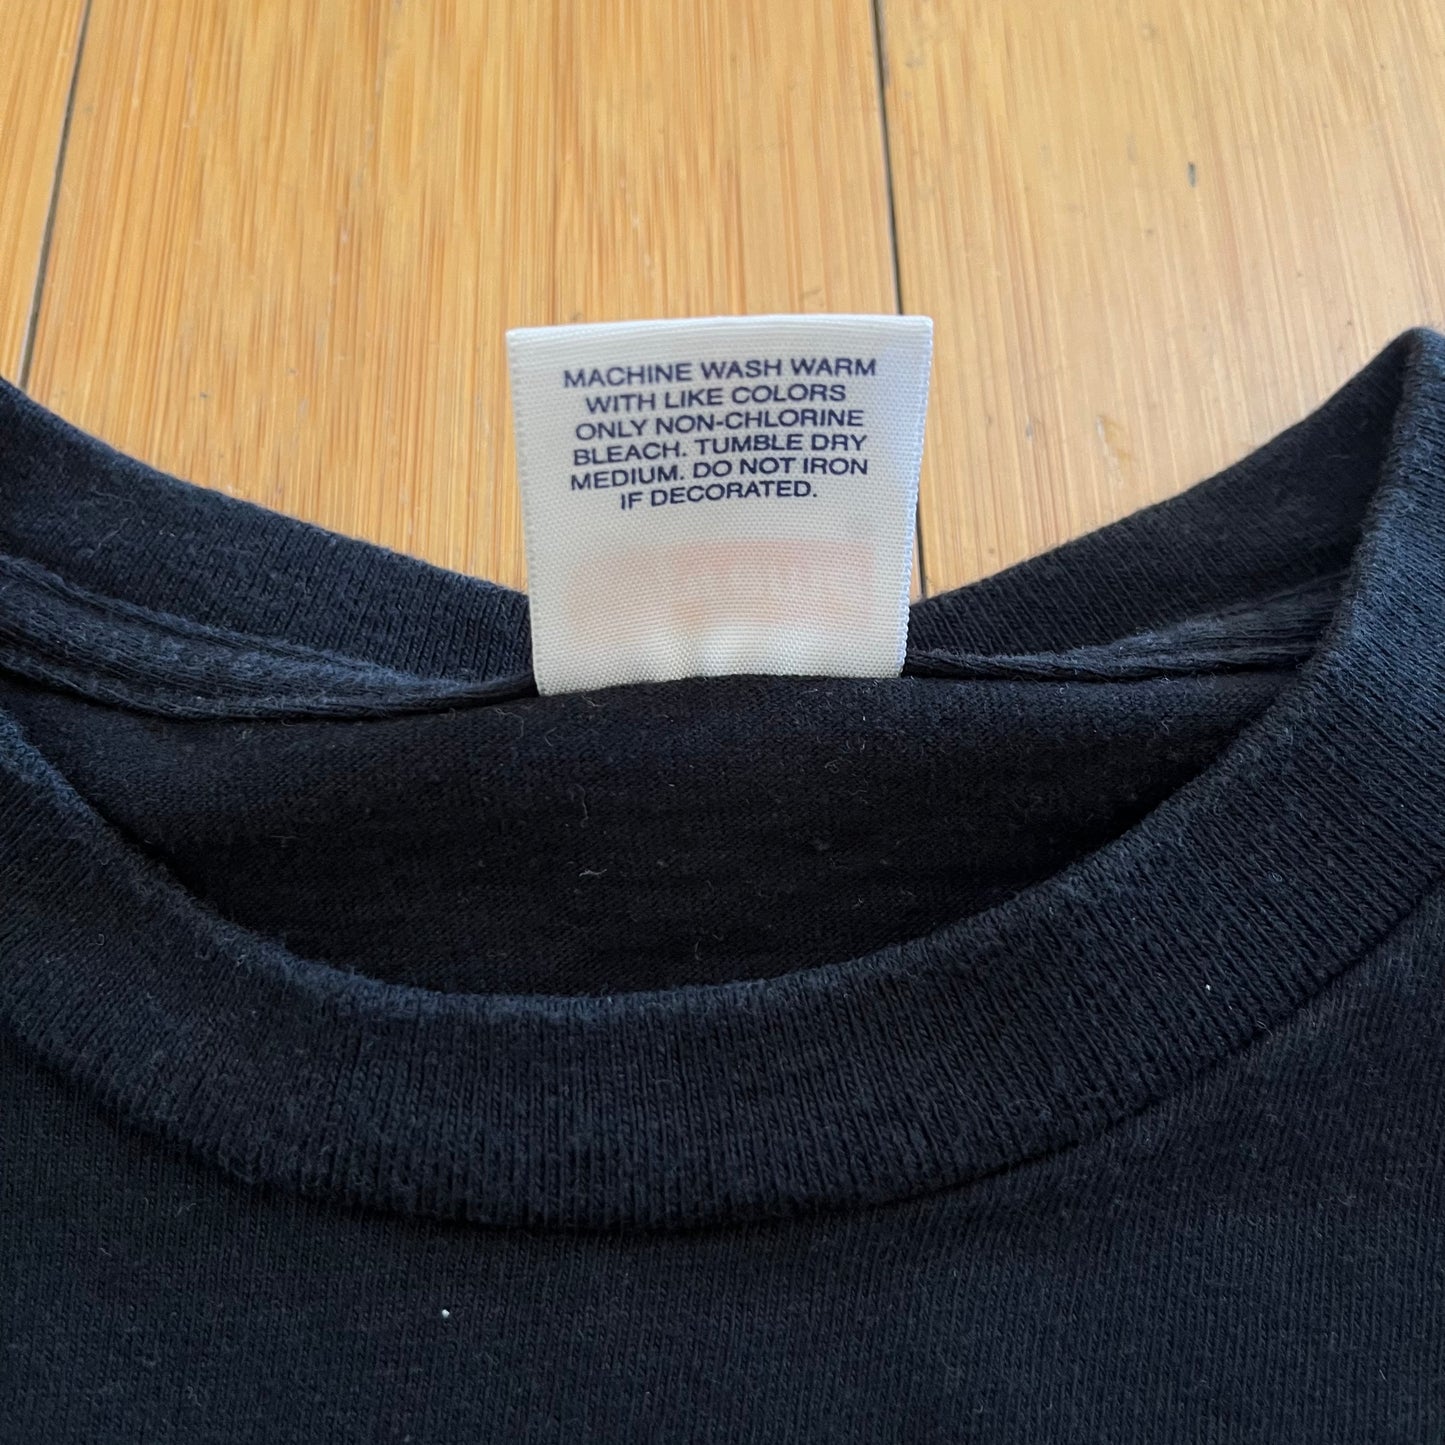 MACHINE WASH WARM
WITH LIKE COLORS
ONLY NON-CHLORINE
BLEACH. TUMBLE DRY
MEDIUM. DO NOT IRON
IF DECORATED.